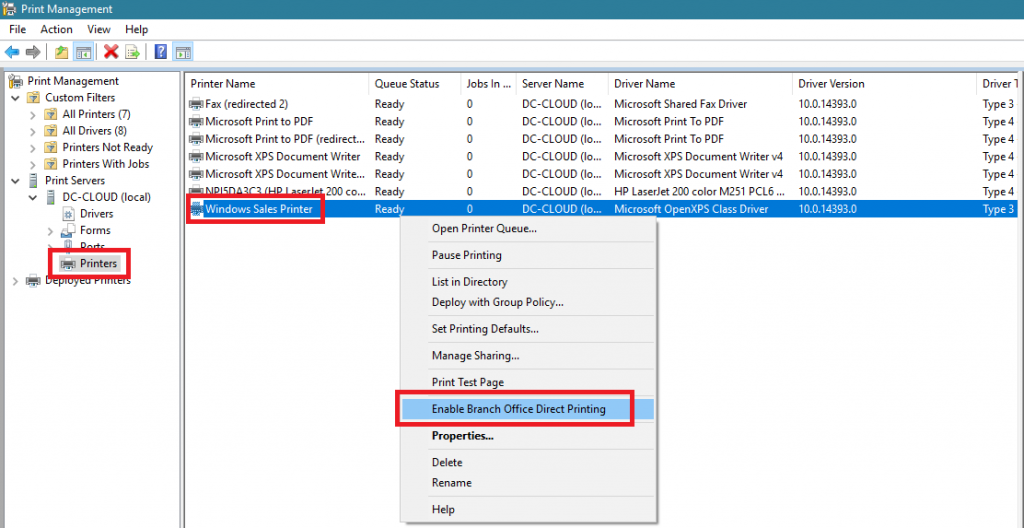 Print Management
File Action View Help
Print Management
Custom Filters
All Printers (7)
All Drivers (8)
Printers Not Ready
Printers With Jobs
Print Servers
DC-CLOUD (local)
Drivers
Forms
Ports
Printers
Deployed Printers
Printer Name Queue Status Jobs In ... Server Name Driver Name Driver Version Driver T
Fax (redirected 2) Ready 0 DC-CLOUD (lo... Microsoft Shared Fax Driver 10.0.14393.0 Type 3
Microsoft Print to PDF Ready 0 DC-CLOUD (lo... Microsoft Print To PDF 10.0.14393.0 Type 4
Microsoft Print to PDF (redirect... Ready 0 DC-CLOUD (lo... Microsoft Print To PDF 10.0.14393.0 Type 4
Microsoft XPS Document Writer Ready 0 DC-CLOUD (lo... Microsoft XPS Document Writer v4 10.0.14393.0 Type 4
Microsoft XPS Document Write... Ready 0 DC-CLOUD (lo... Microsoft XPS Document Writer v4 10.0.14393.0 Type 4
NPI5DA3C3 (HP LaserJet 200 co... Ready 0 DC-CLOUD (lo... HP LaserJet 200 color M251 PCL6 ... 10.0.14393.0 Type 4
Windows Sales Printer Ready 0 DC-CLOUD (lo... Microsoft OpenXPS Class Driver 10.0.14393.0 Type 3
Open Printer Queue...
Pause Printing
List in Directory
Deploy with Group Policy...
Set Printing Defaults...
Manage Sharing...
Print Test Page
Enable Branch Office Direct Printing
Properties...
Delete
Rename
Help